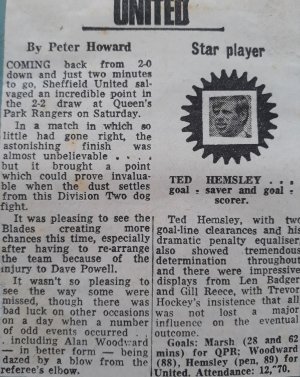 UNITED
By Peter Howard
COMING back from 2-0
down and just two minutes
to go, Sheffield United sal-
vaged an incredible point in
the 2-2 draw at Queen's
Park Rangers on Saturday.
In a match in which so
little had gone right, the
astonishing finish was
almost unbelievable . . . .
but it brought a point
which could prove invalua-
ble when the dust settles
from this Division Two dog
fight.
It was pleasing to see the
Blades creating more
chances this time, especially
after having to re-arrange
the team because of the
injury to Dave Powell.
It wasn't so pleasing to
see the way some were
missed, though there was
bad luck on other occasions
on a day when a number
of odd events occurred . .
. including Alan Woodward
— in better form — being
dazed by a blow from the
referee's elbow.
Star player
TED HEMSLEY . . .
goal - saver and goal -
scorer.
Ted Hemsley, with two
goal-line clearances and his
dramatic penalty equaliser,
also showed tremendous
determination throughout
and there were impressive
displays from Len Badger
and Gill Reece, with Trevor
Hockey's insistence that all
was not lost a major
influence on the eventual
outcome.
Goals: Marsh (28 and 62
mins) for QPR; Woodward
(88), Hemsley (pen, 89) for
United. Attendance: